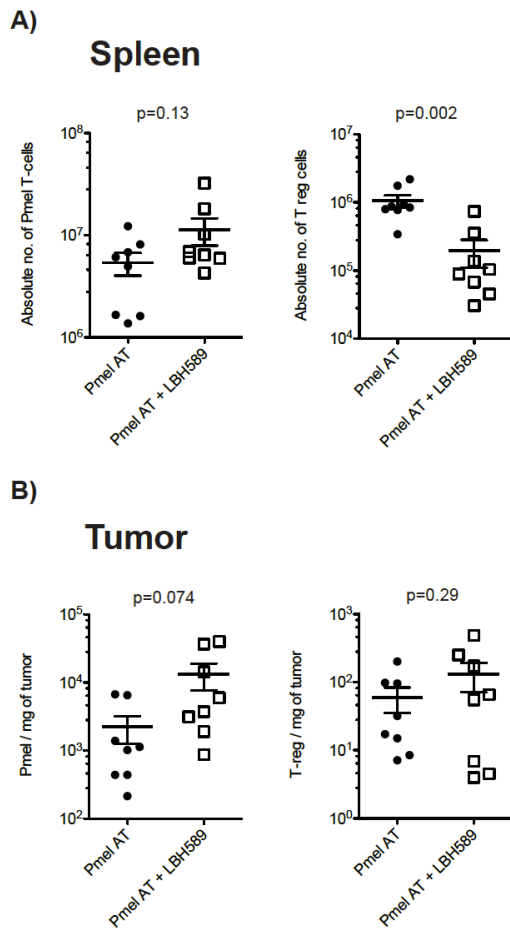 A)
Spleen
p=0.13
Absolute no. of Pmel T-cells
10^8
10^7
10^6
Pmel AT
Pmel AT + LBH589
p=0.002
Absolute no. of T reg cells
10^7
10^6
10^5
10^4
Pmel AT
Pmel AT + LBH589
B)
Tumor
p=0.074
Pmel / mg of tumor
10^5
10^4
10^3
10^2
Pmel AT
Pmel AT + LBH589
p=0.29
T-reg / mg of tumor
10^3
10^2
10^1
10^0
Pmel AT
Pmel AT + LBH589